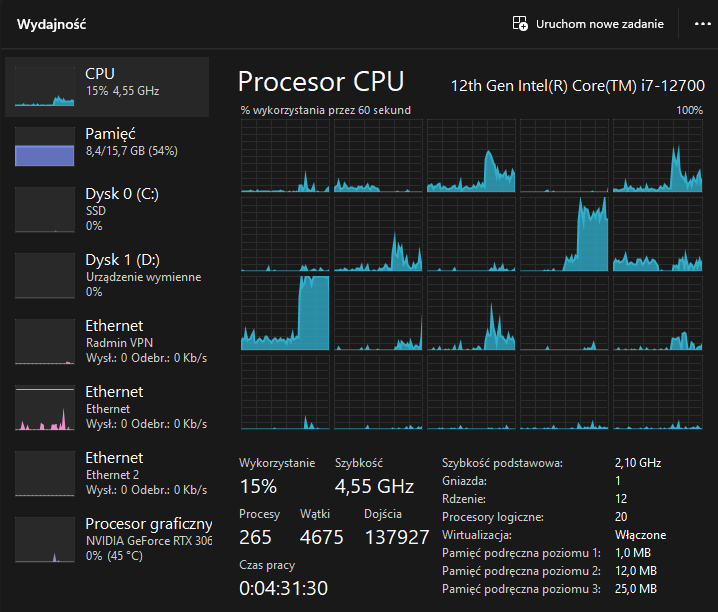 Wydajność
Uruchom nowe zadanie
CPU
15% 4,55 GHz
Pamięć
8,4/15,7 GB (54%)
Dysk 0 (C:)
SSD
0%
Dysk 1 (D:)
Urządzenie wymienne
0%
Ethernet
Radmin VPN
Wysł.: 0 Odebr.: 0 Kb/s
Ethernet
Ethernet
Wysł.: 0 Odebr.: 0 Kb/s
Ethernet
Ethernet 2
Wysł.: 0 Odebr.: 0 Kb/s
Procesor graficzny
NVIDIA GeForce RTX 306
0% (45 °C)
Procesor CPU
12th Gen Intel(R) Core(TM) i7-12700
% wykorzystania przez 60 sekund
100%
Wykorzystanie
15%
Szybkość
4,55 GHz
Procesy
265
Wątki
4675
Dojścia
137927
Czas pracy
0:04:31:30
Szybkość podstawowa: 2,10 GHz
Gniazda: 1
Rdzenie: 12
Procesory logiczne: 20
Wirtualizacja: Włączone
Pamięć podręczna poziomu 1: 1,0 MB
Pamięć podręczna poziomu 2: 12,0 MB
Pamięć podręczna poziomu 3: 25,0 MB